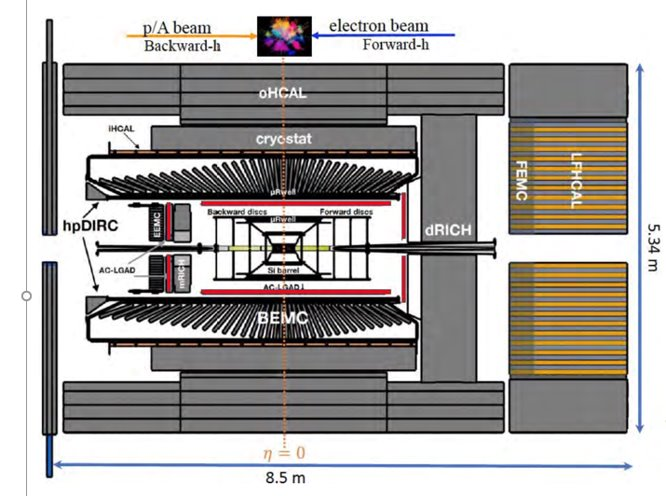 p/A beam
Backward-h
electron beam
Forward-h
oHCAL
iHCAL
cryostat
μRwell
hpDIRC
EEMC
Backward discs
Forward discs
μRwell
dRICH
FEMC
LFHCAL
AC-LGAD
mRICH
Si barrel
AC-LGAD
BEMC
5.34 m
η = 0
8.5 m